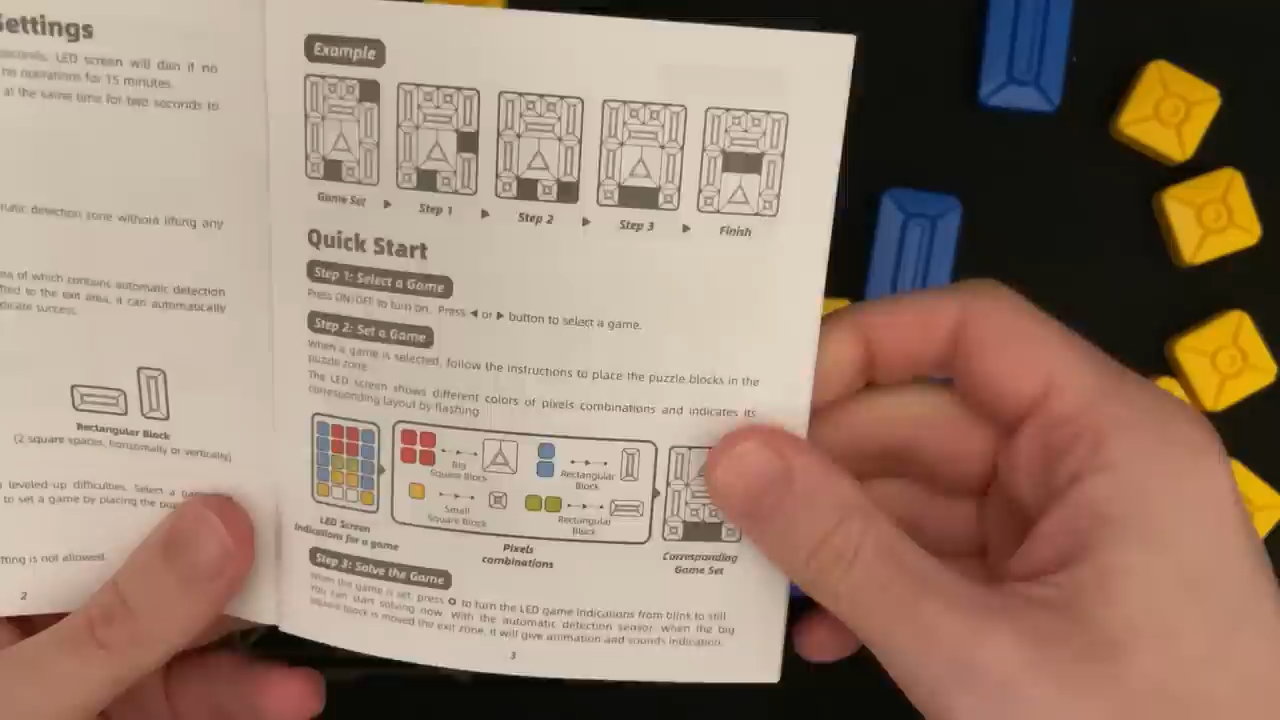 Settings
seconds. LED screen will dim if no
no operations for 15 minutes.
at the same time for two seconds to
detection zone without lifting any
of which contains automatic detection
to the exit area, it can automatically
success.
Rectangular Block
(2 square spaces, horizontally or vertically)
leveled-up difficulties. Select a
to set a game by placing the
is not allowed.
2
Example
Game Set
Step 1
Step 2
Step 3
Finish
Quick Start
Step 1: Select a Game
Press ON/OFF to turn on. Press ◀ or ▶ button to select a game.
Step 2: Set a Game
When a game is selected, follow the instructions to place the puzzle blocks in the
puzzle zone.
The LED screen shows different colors of pixels combinations and indicates its
corresponding layout by flashing
Big
Square Block
Rectangular
Block
Small
Square Block
Rectangular
Block
LED Screen
indications for a game
Pixels
combinations
Corresponding
Game Set
Step 3: Solve the Game
When the game is set, press to turn the LED game indications from blink to still
You can start solving now. With the automatic detection sensor, when the big
square block is moved the exit zone, it will give animation and sounds indication.
3